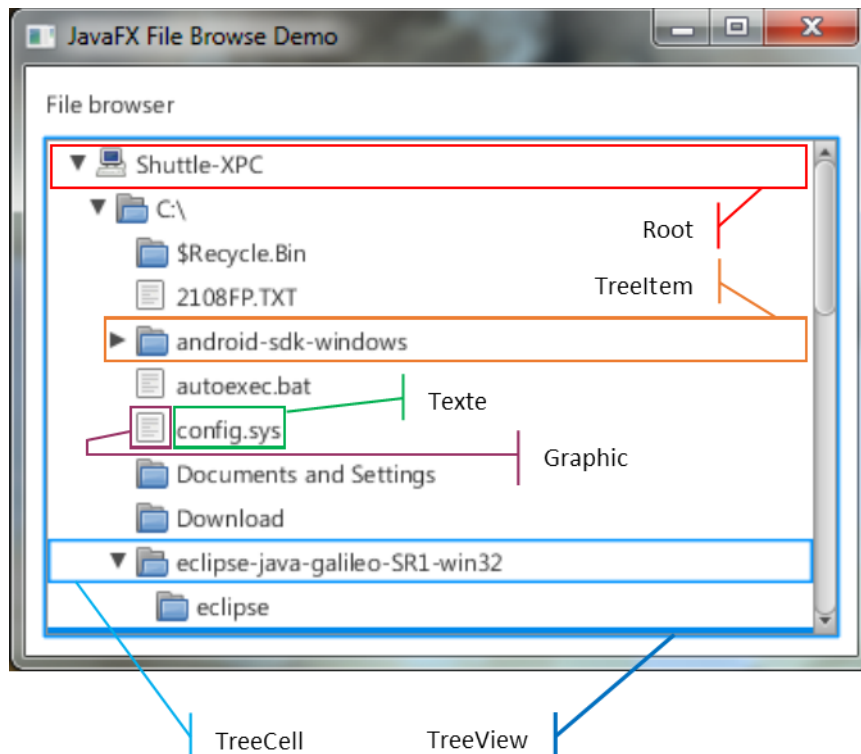 JavaFX File Browse Demo
File browser
Shuttle-XPC
C:\
Root
$Recycle.Bin
2108FP.TXT
TreeItem
android-sdk-windows
autoexec.bat
Texte
config.sys
Graphic
Documents and Settings
Download
eclipse-java-galileo-SR1-win32
eclipse
TreeCell
TreeView